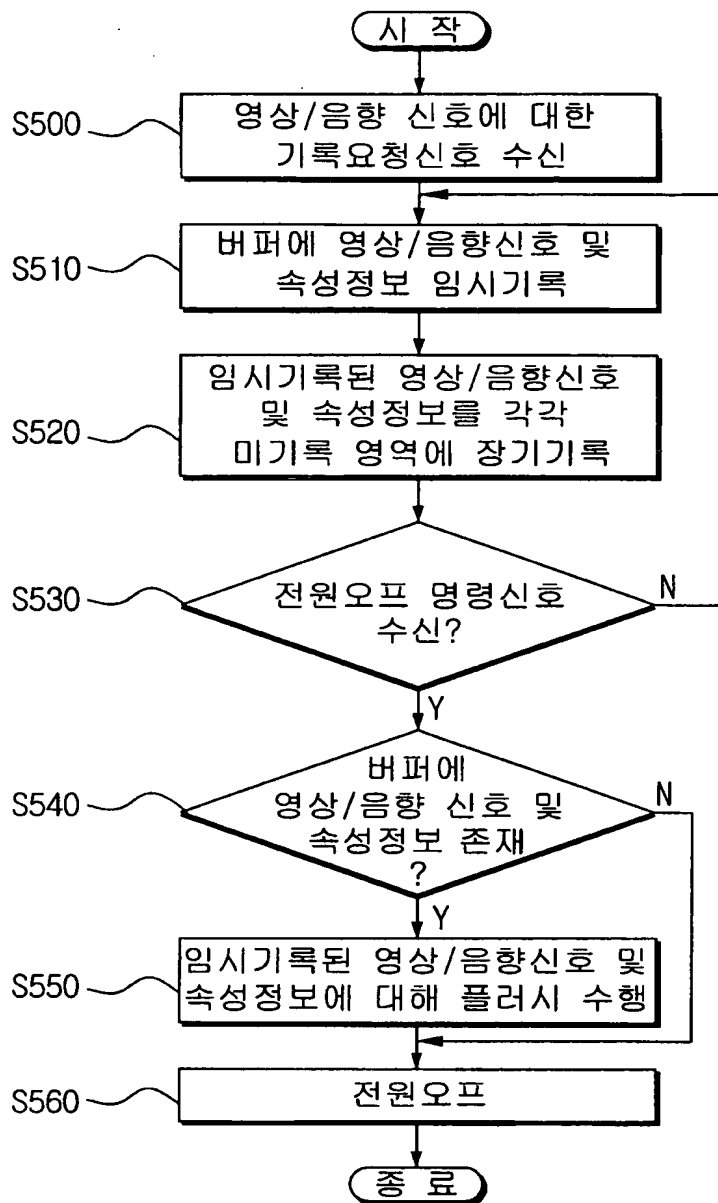 시 작
S500
영상/음향 신호에 대한
기록요청신호 수신
S510
버퍼에 영상/음향신호 및
속성정보 임시기록
S520
임시기록된 영상/음향신호
및 속성정보를 각각
미기록 영역에 장기기록
S530
전원오프 명령신호
수신?
N
Y
S540
버퍼에
영상/음향 신호 및
속성정보 존재
?
N
Y
S550
임시기록된 영상/음향신호 및
속성정보에 대해 플러시 수행
S560
전원오프
종 료